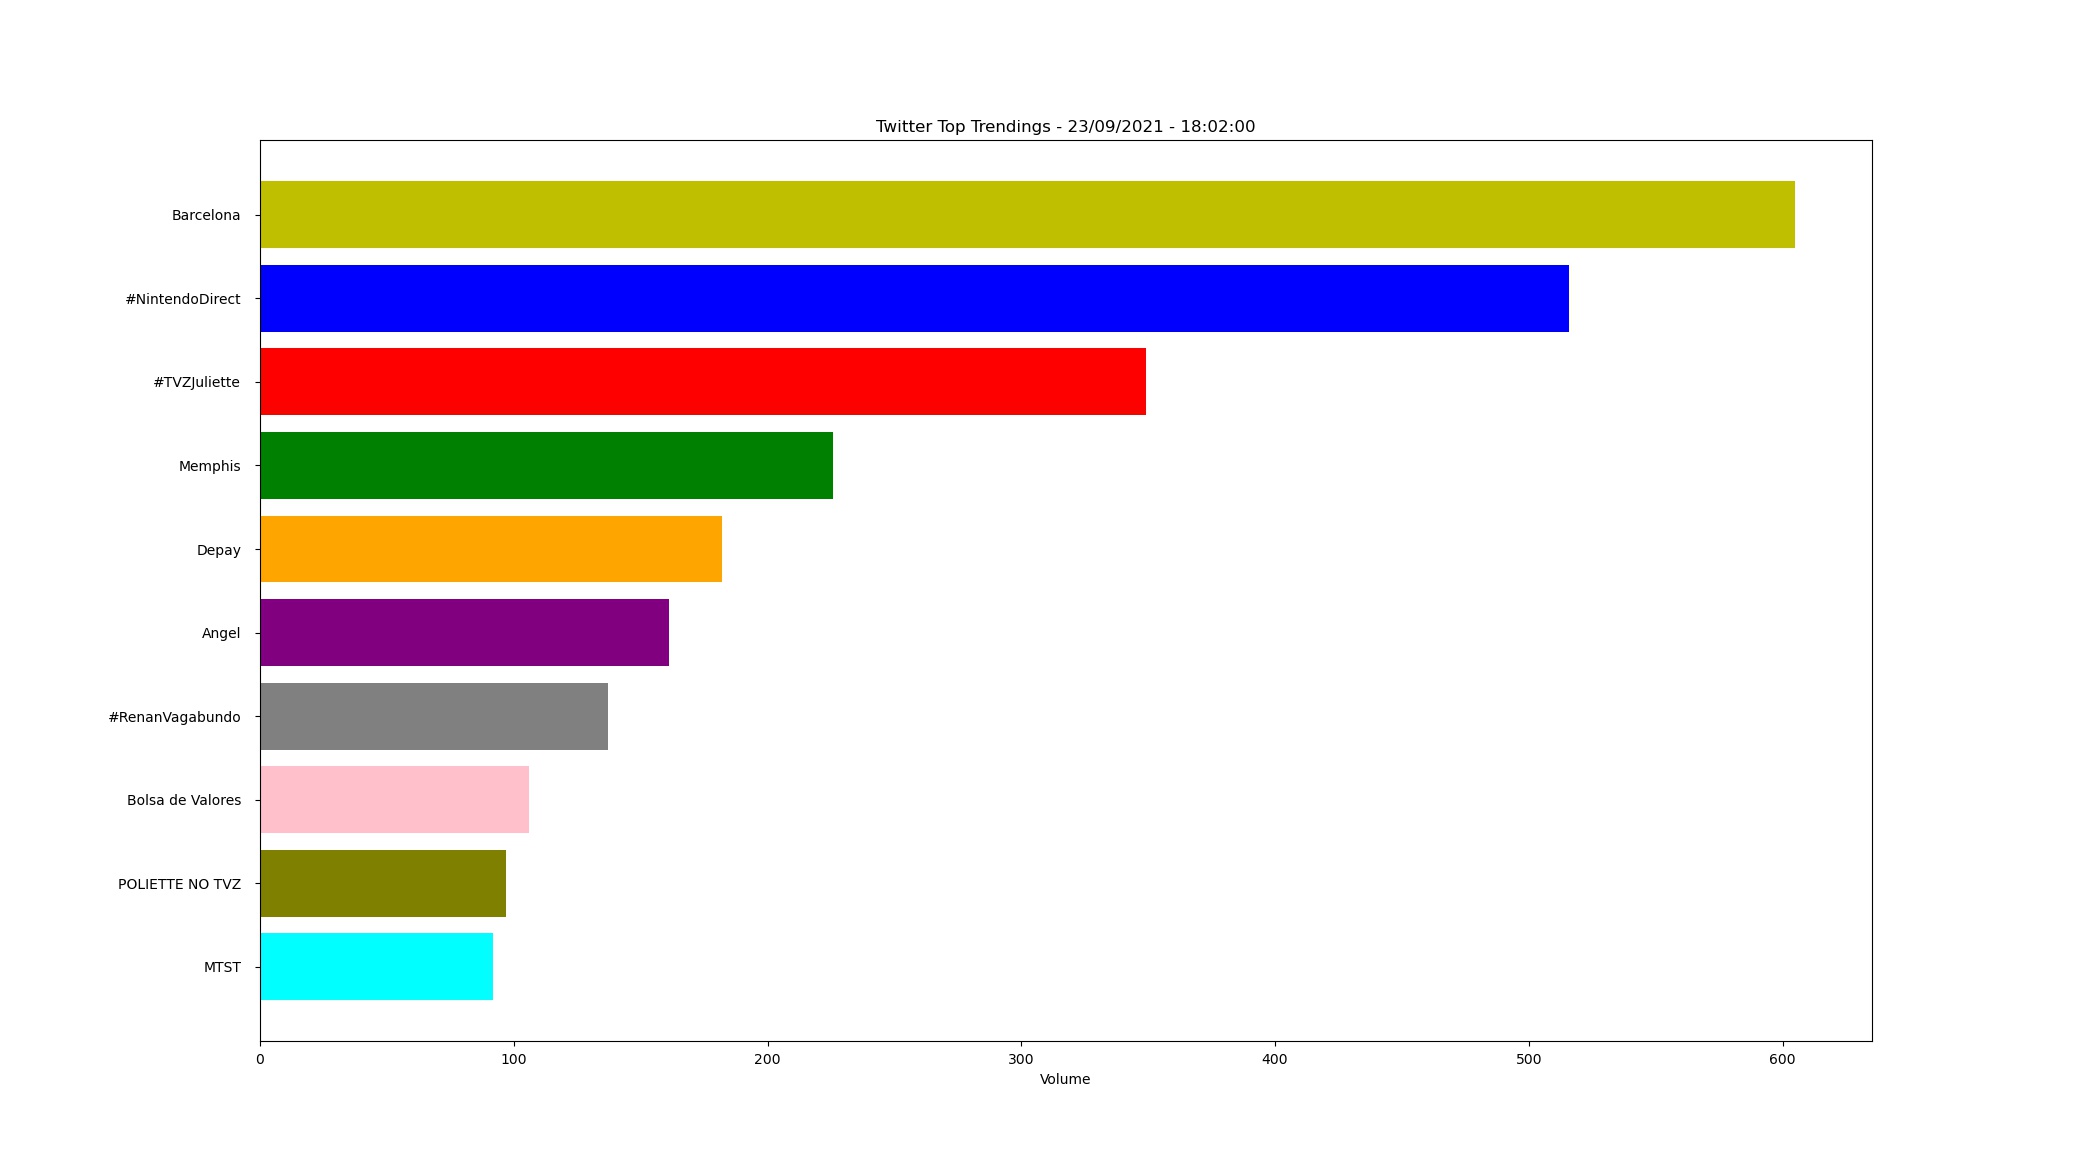 Twitter Top Trendings - 23/09/2021 - 18:02:00
Barcelona
#NintendoDirect
#TVZJuliette
Memphis
Depay
Angel
#RenanVagabundo
Bolsa de Valores
POLIETTE NO TVZ
MTST
0 100 200 300 400 500 600
Volume